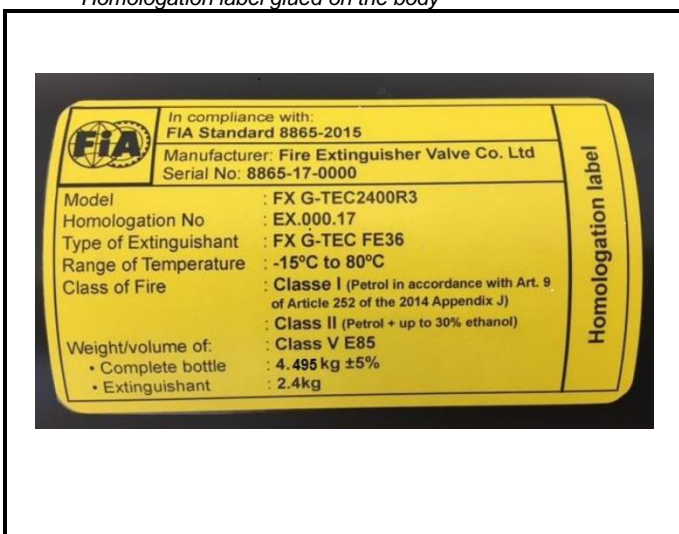 Homologation label glued on the body
FiA
In compliance with:
FIA Standard 8865-2015
Manufacturer: Fire Extinguisher Valve Co. Ltd
Serial No: 8865-17-0000
Model : FX G-TEC2400R3
Homologation No : EX.000.17
Type of Extinguishant : FX G-TEC FE36
Range of Temperature : -15ºC to 80ºC
Class of Fire : Classe I (Petrol in accordance with Art. 9
of Article 252 of the 2014 Appendix J)
: Class II (Petrol + up to 30% ethanol)
Weight/volume of: : Class V E85
• Complete bottle : 4.495 kg ±5%
• Extinguishant : 2.4kg
Homologation label